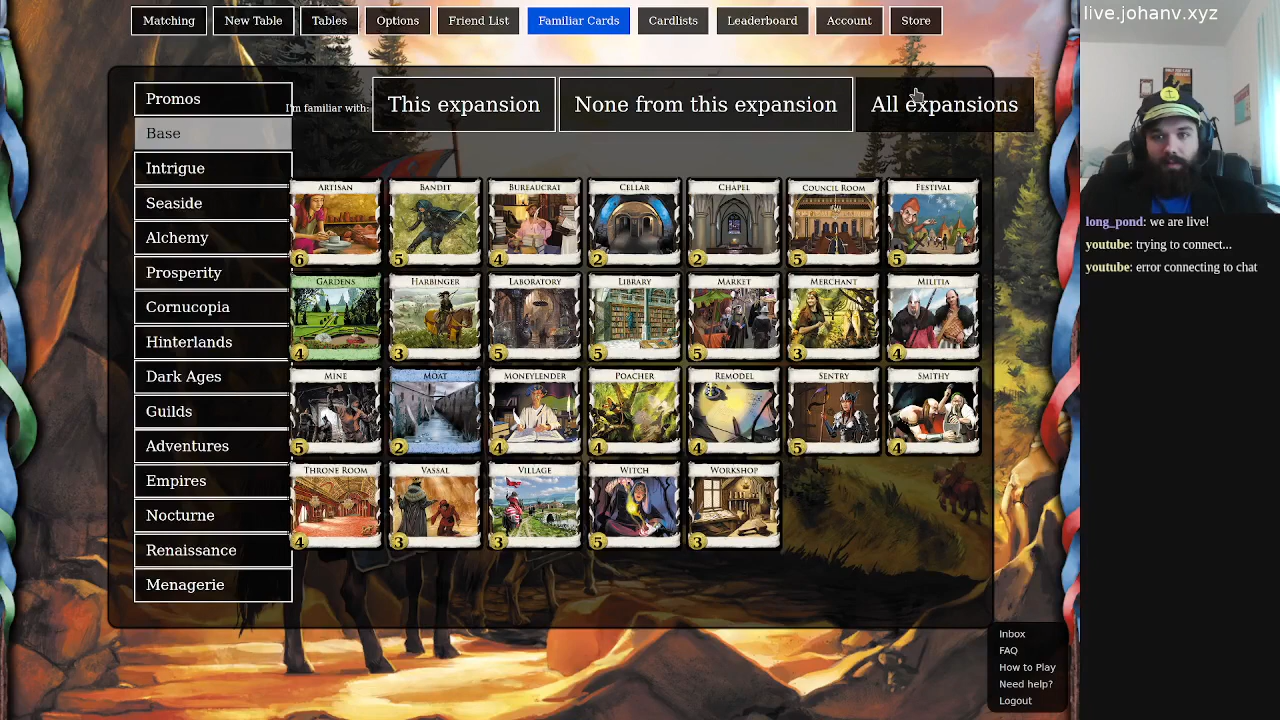 Matching New Table Tables Options Friend List Familiar Cards Cardlists Leaderboard Account Store
live.johanv.xyz
I'm familiar with: This expansion None from this expansion All expansions
Promos
Base
Intrigue
Seaside
Alchemy
Prosperity
Cornucopia
Hinterlands
Dark Ages
Guilds
Adventures
Empires
Nocturne
Renaissance
Menagerie
ARTISAN BANDIT BUREAUCRAT CELLAR CHAPEL COUNCIL ROOM FESTIVAL
6 5 4 2 2 5 5
GARDENS HARBINGER LABORATORY LIBRARY MARKET MERCHANT MILITIA
4 3 5 5 5 3 4
MINE MOAT MONEYLENDER POACHER REMODEL SENTRY SMITHY
5 2 4 4 4 5 4
THRONE ROOM VASSAL VILLAGE WITCH WORKSHOP
4 3 3 5 3
long_pond: we are live!
youtube: trying to connect...
youtube: error connecting to chat
Inbox
FAQ
How to Play
Need help?
Logout